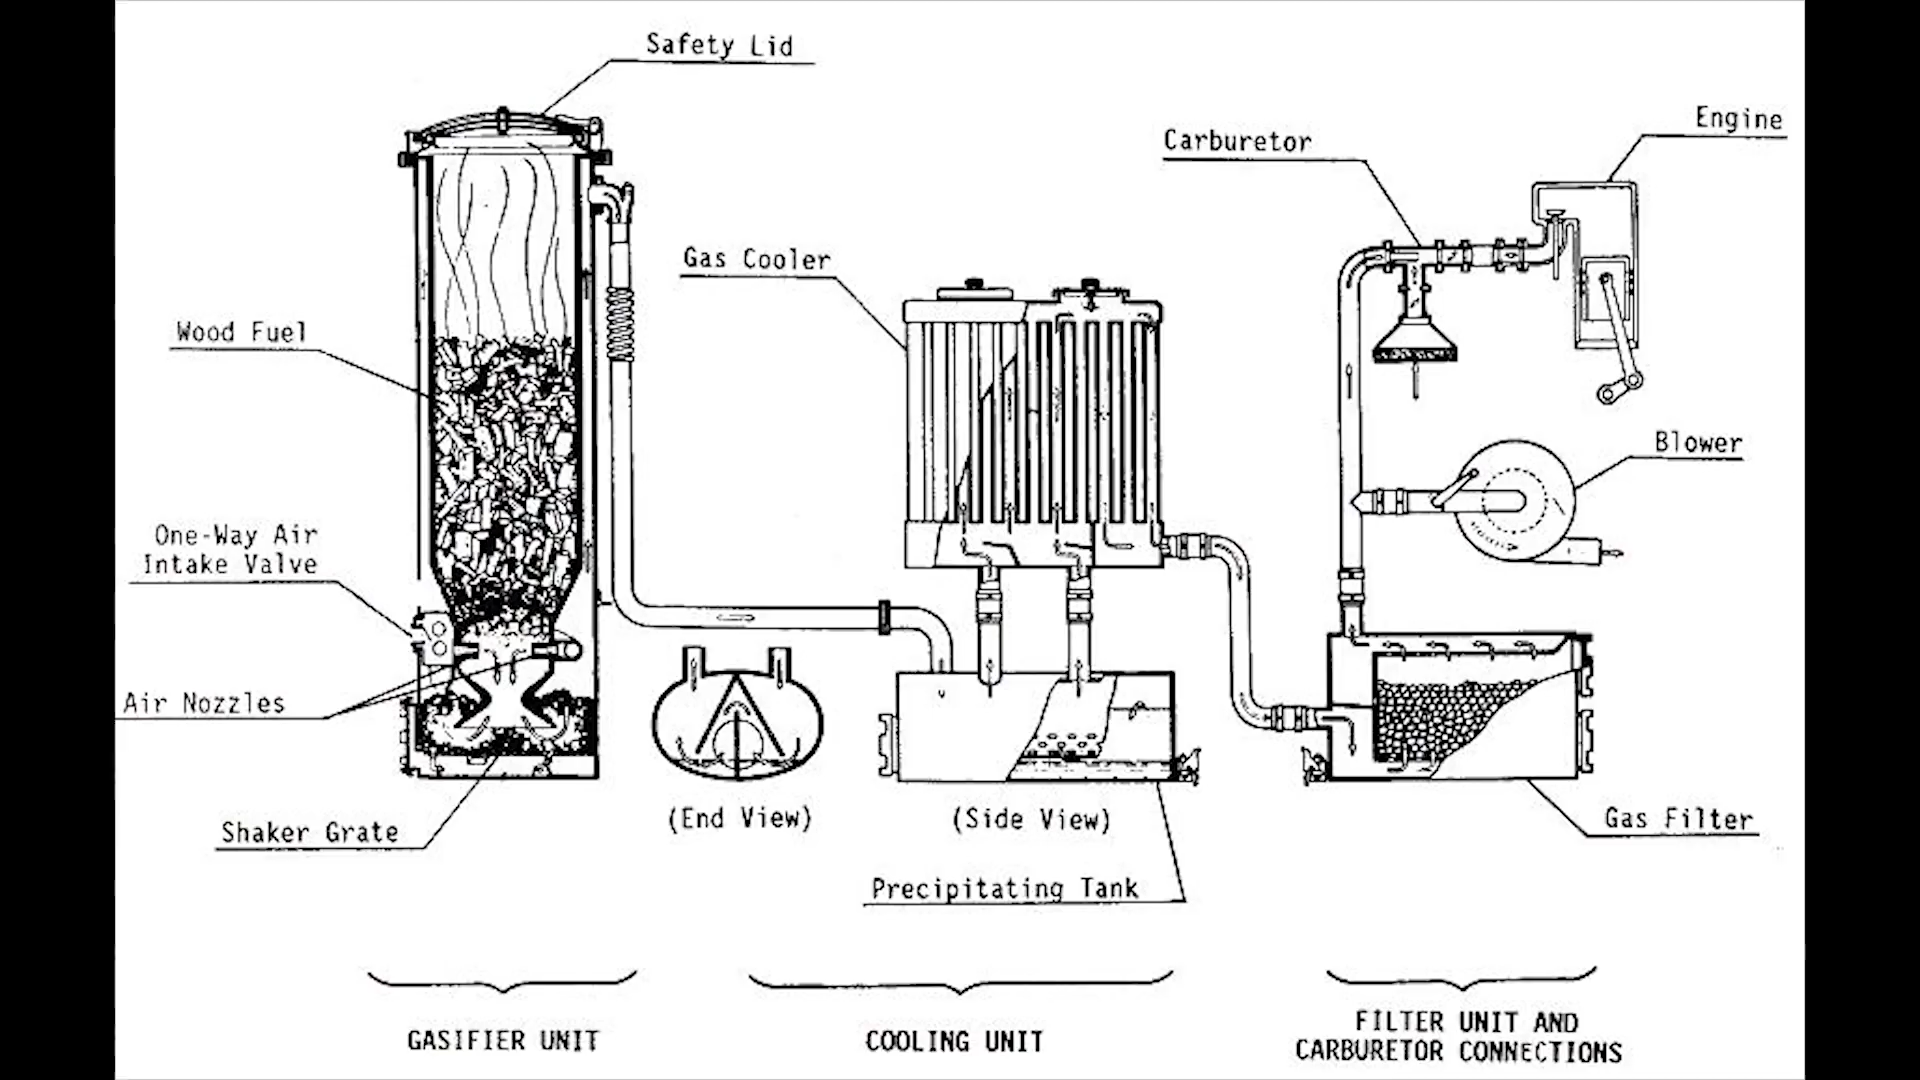 Safety Lid
Engine
Carburetor
Gas Cooler
Wood Fuel
Blower
One-Way Air
Intake Valve
Air Nozzles
Shaker Grate
(End View)
(Side View)
Gas Filter
Precipitating Tank
GASIFIER UNIT
COOLING UNIT
FILTER UNIT AND
CARBURETOR CONNECTIONS